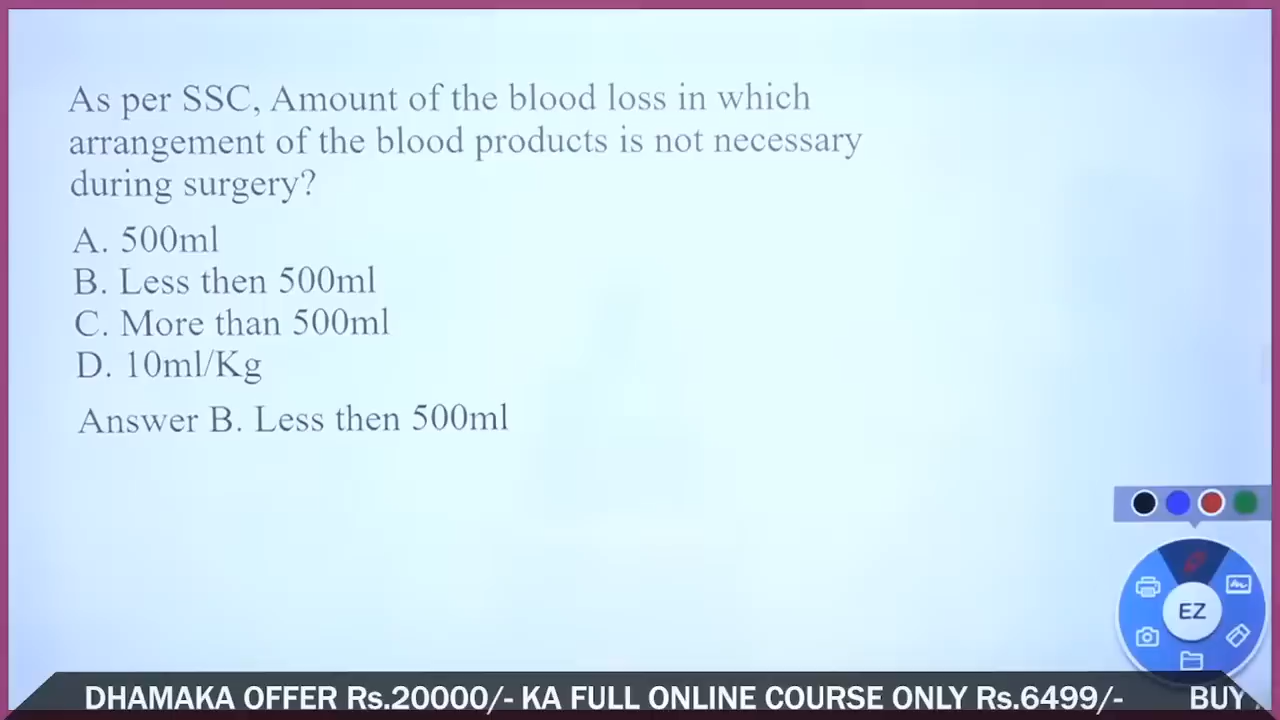 As per SSC, Amount of the blood loss in which
arrangement of the blood products is not necessary
during surgery?
A. 500ml
B. Less then 500ml
C. More than 500ml
D. 10ml/Kg
Answer B. Less then 500ml
EZ
DHAMAKA OFFER Rs.20000/- KA FULL ONLINE COURSE ONLY Rs.6499/- BUY